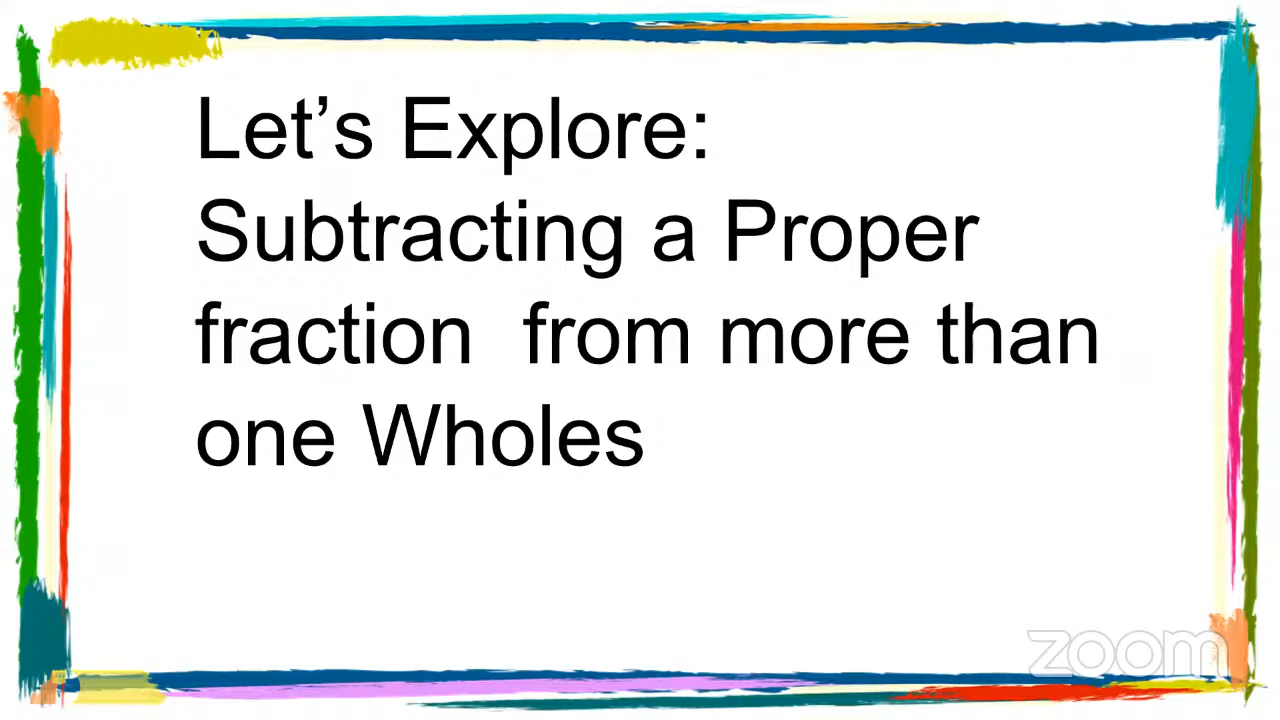 Let’s Explore:
Subtracting a Proper
fraction  from more than
one Wholes
zoom